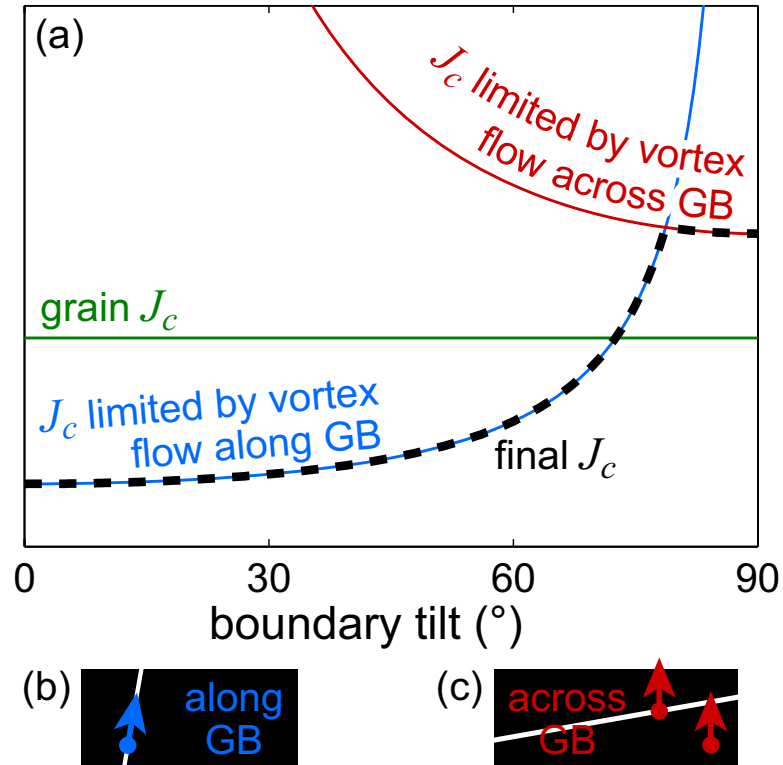 (a)
J_c limited by vortex
flow across GB
grain J_c
J_c limited by vortex
flow along GB
final J_c
0 30 60 90
boundary tilt (°)
(b)
along
GB
(c)
across
GB